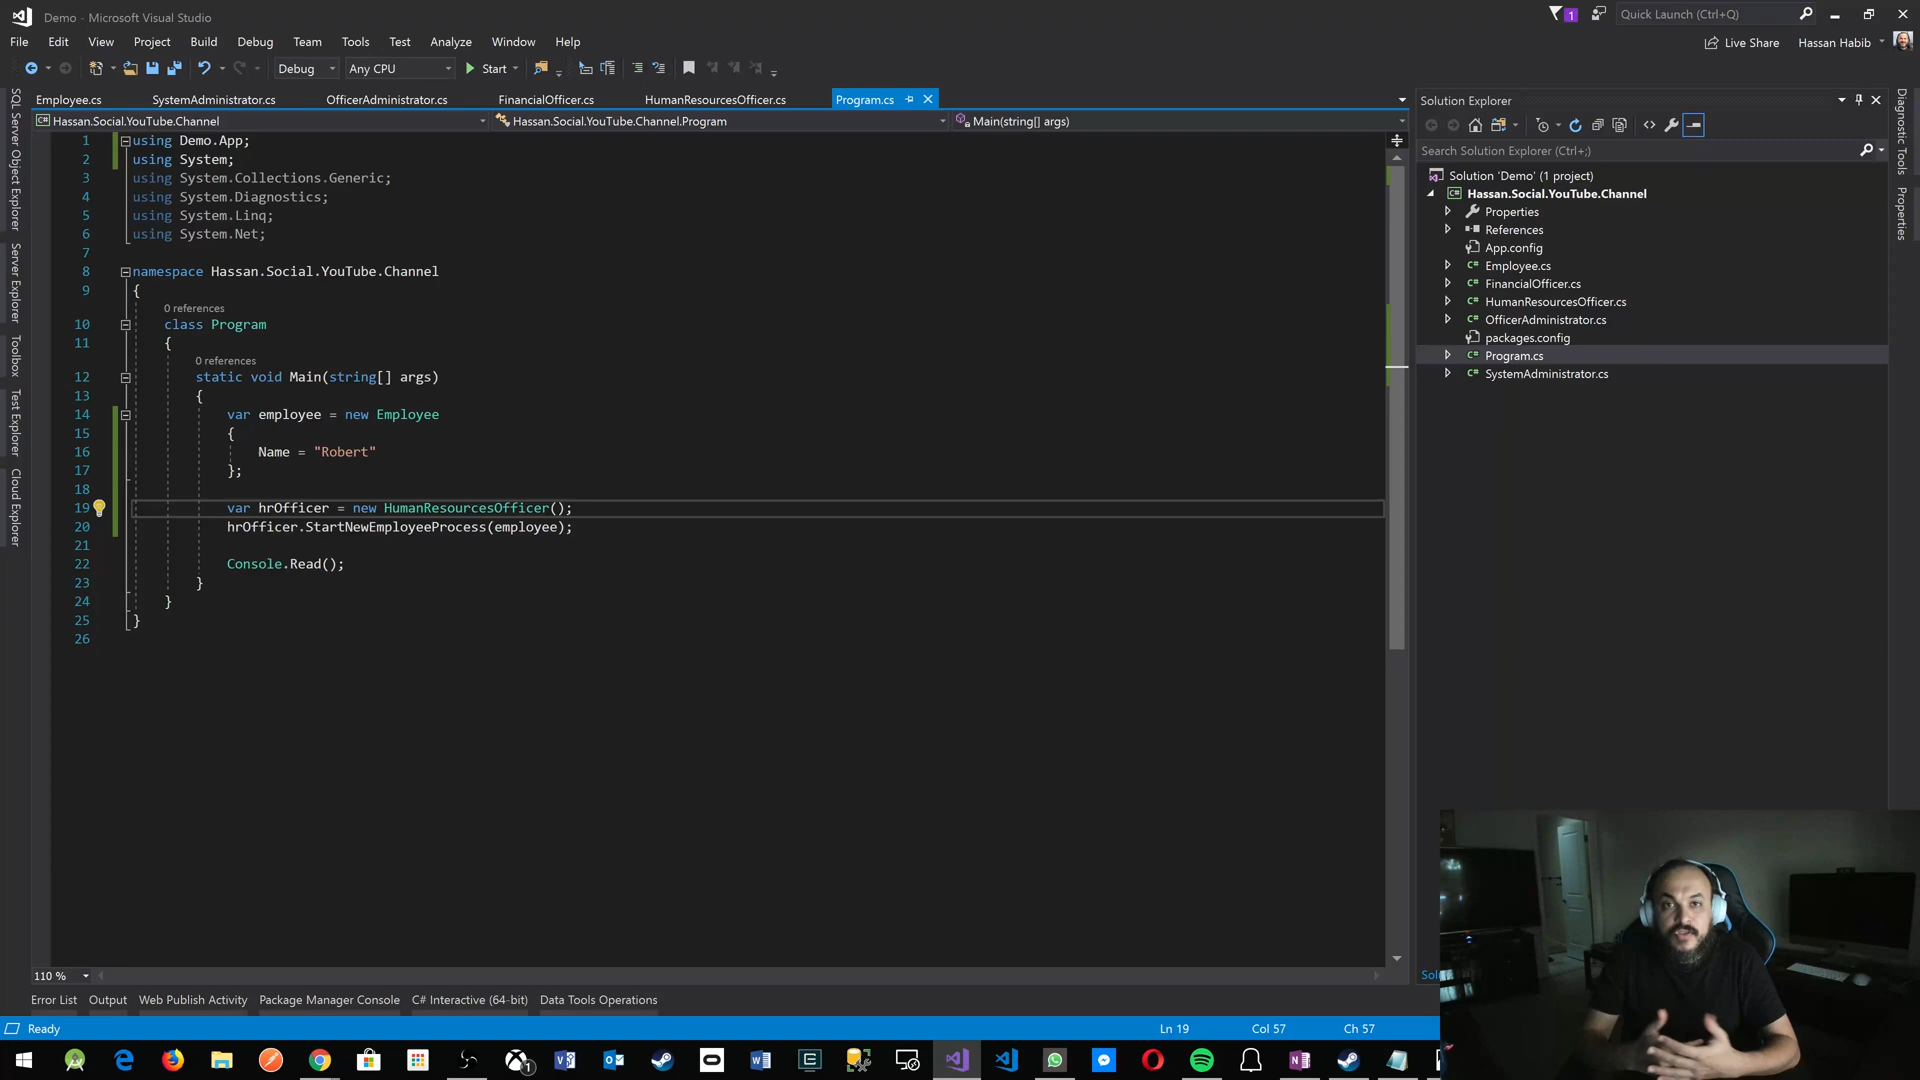 Demo - Microsoft Visual Studio
1
Quick Launch (Ctrl+Q)
File Edit View Project Build Debug Team Tools Test Analyze Window Help
Live Share Hassan Habib
Debug Any CPU Start
Employee.cs SystemAdministrator.cs OfficerAdministrator.cs FinancialOfficer.cs HumanResourcesOfficer.cs Program.cs
Hassan.Social.YouTube.Channel Hassan.Social.YouTube.Channel.Program Main(string[] args)
1 using Demo.App;
2 using System;
3 using System.Collections.Generic;
4 using System.Diagnostics;
5 using System.Linq;
6 using System.Net;
7
8 namespace Hassan.Social.YouTube.Channel
9 {
0 references
10 class Program
11 {
0 references
12 static void Main(string[] args)
13 {
14 var employee = new Employee
15 {
16 Name = "Robert"
17 };
18
19 var hrOfficer = new HumanResourcesOfficer();
20 hrOfficer.StartNewEmployeeProcess(employee);
21
22 Console.Read();
23 }
24 }
25 }
26
110 %
Error List Output Web Publish Activity Package Manager Console C# Interactive (64-bit) Data Tools Operations
Ready Ln 19 Col 57 Ch 57
SQL Server Object Explorer
Server Explorer
Toolbox
Test Explorer
Cloud Explorer
Solution Explorer
Search Solution Explorer (Ctrl+;)
Solution 'Demo' (1 project)
Hassan.Social.YouTube.Channel
Properties
References
App.config
Employee.cs
FinancialOfficer.cs
HumanResourcesOfficer.cs
OfficerAdministrator.cs
packages.config
Program.cs
SystemAdministrator.cs
Diagnostic Tools
Properties